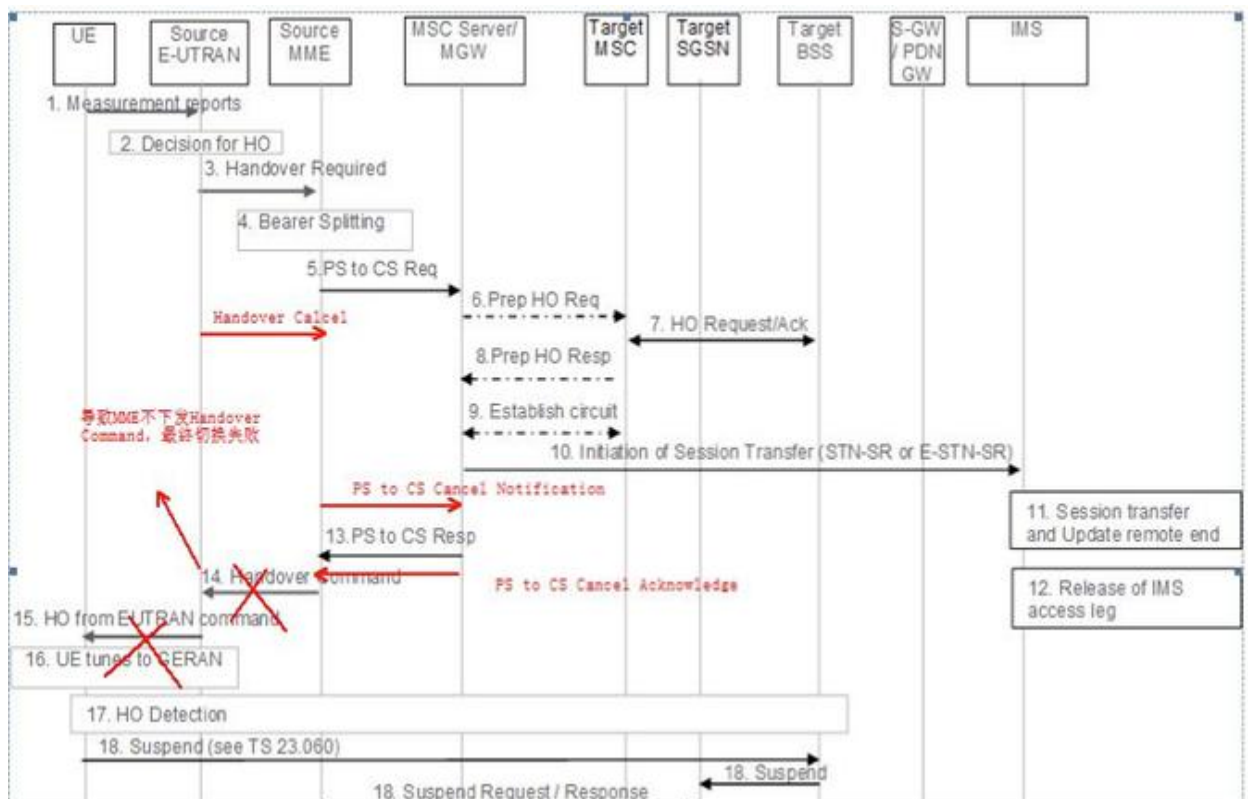 UE
Source
E-UTRAN
Source
MME
MSC Server/
MGW
Target
MSC
Target
SGSN
Target
BSS
S-GW
/ PDN
GW
IMS
1. Measurement reports
2. Decision for HO
3. Handover Required
4. Bearer Splitting
5.PS to CS Req
6.Prep HO Req
Handover Calcel
7. HO Request/Ack
8.Prep HO Resp
导致MME不下发Handover
Command，最终切换失败
9. Establish circuit
10. Initiation of Session Transfer (STN-SR or E-STN-SR)
PS to CS Cancel Notification
11. Session transfer
and Update remote end
13.PS to CS Resp
14. Handover Command
PS to CS Cancel Acknowledge
12. Release of IMS
access leg
15. HO from EUTRAN command
16. UE tunes to GERAN
17. HO Detection
18. Suspend (see TS 23.060)
18. Suspend
18. Suspend Request / Response